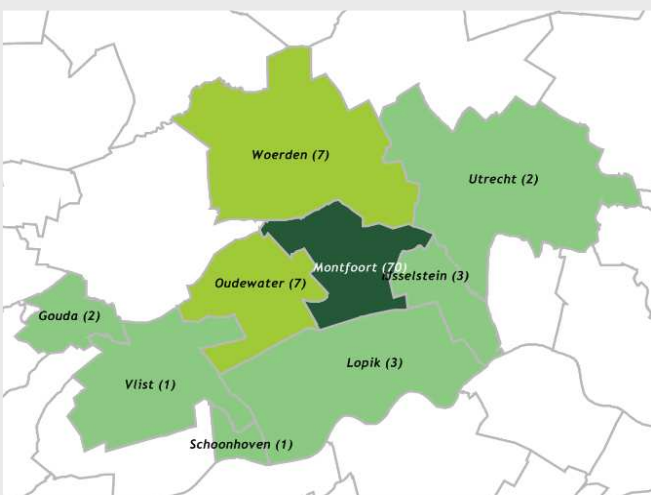 Woerden (7)
Utrecht (2)
Montfoort (70)
IJsselstein (3)
Oudewater (7)
Gouda (2)
Lopik (3)
Vlist (1)
Schoonhoven (1)